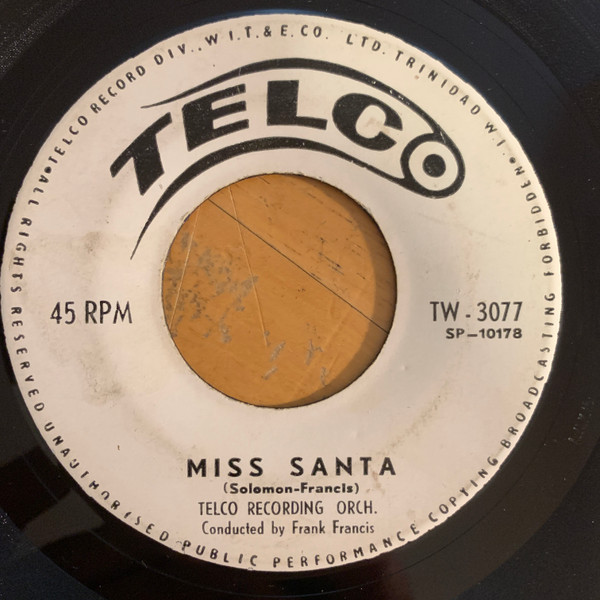 •TELCO RECORD DIV., W.I.T. & E. CO. LTD. TRINIDAD W.I.•
TELCO
45 RPM
TW - 3077
SP-10178
MISS SANTA
(Solomon-Francis)
TELCO RECORDING ORCH.
Conducted by Frank Francis
ALL RIGHTS RESERVED UNAUTHORISED PUBLIC PERFORMANCE COPYING BROADCASTING FORBIDDEN